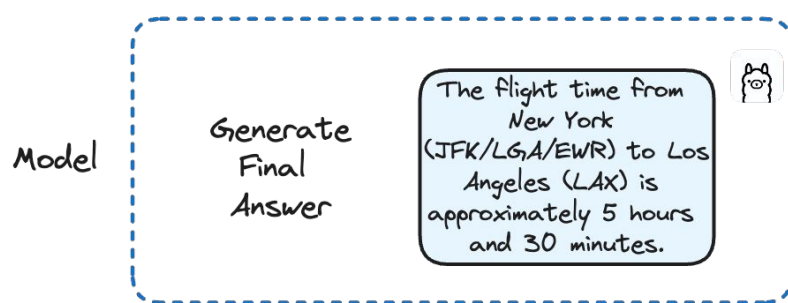 Model
Generate
Final
Answer
The flight time from
New York
(JFK/LGA/EWR) to Los
Angeles (LAX) is
approximately 5 hours
and 30 minutes.